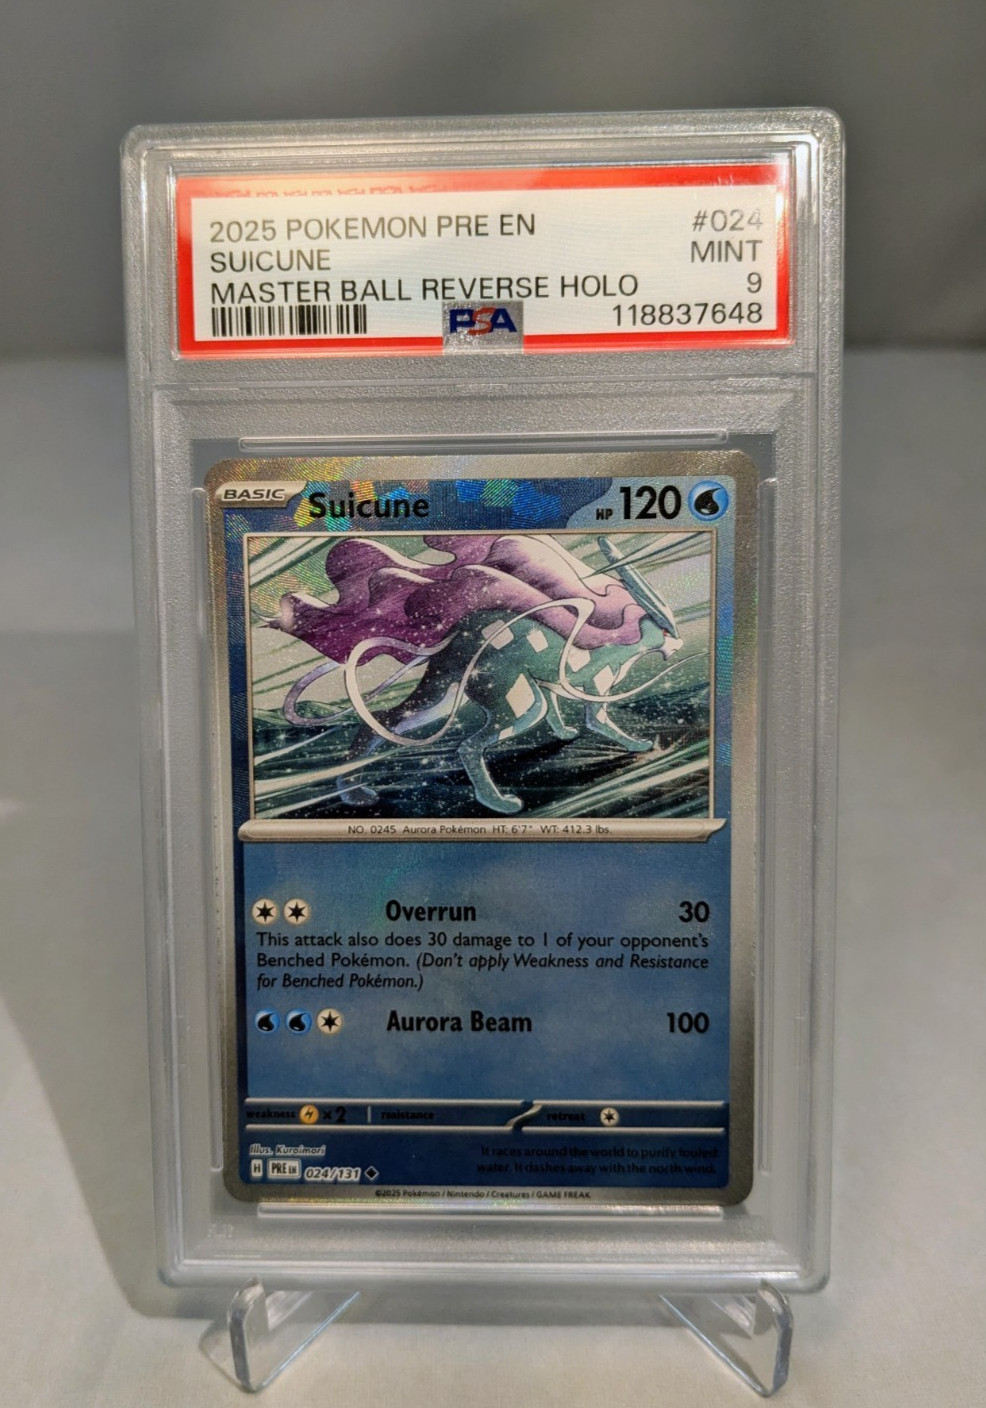 2025 POKEMON PRE EN #024
SUICUNE MINT
MASTER BALL REVERSE HOLO 9
PSA 118837648
BASIC Suicune HP 120
NO. 0245 Aurora Pokémon HT: 6'7" WT: 412.3 lbs.
Overrun 30
This attack also does 30 damage to 1 of your opponent's
Benched Pokémon. (Don't apply Weakness and Resistance
for Benched Pokémon.)
Aurora Beam 100
weakness ×2 resistance retreat
Illus. Kuroimori
It races around the world to purify fouled
water. It dashes away with the north wind.
H PRE EN 024/131
©2025 Pokémon / Nintendo / Creatures / GAME FREAK